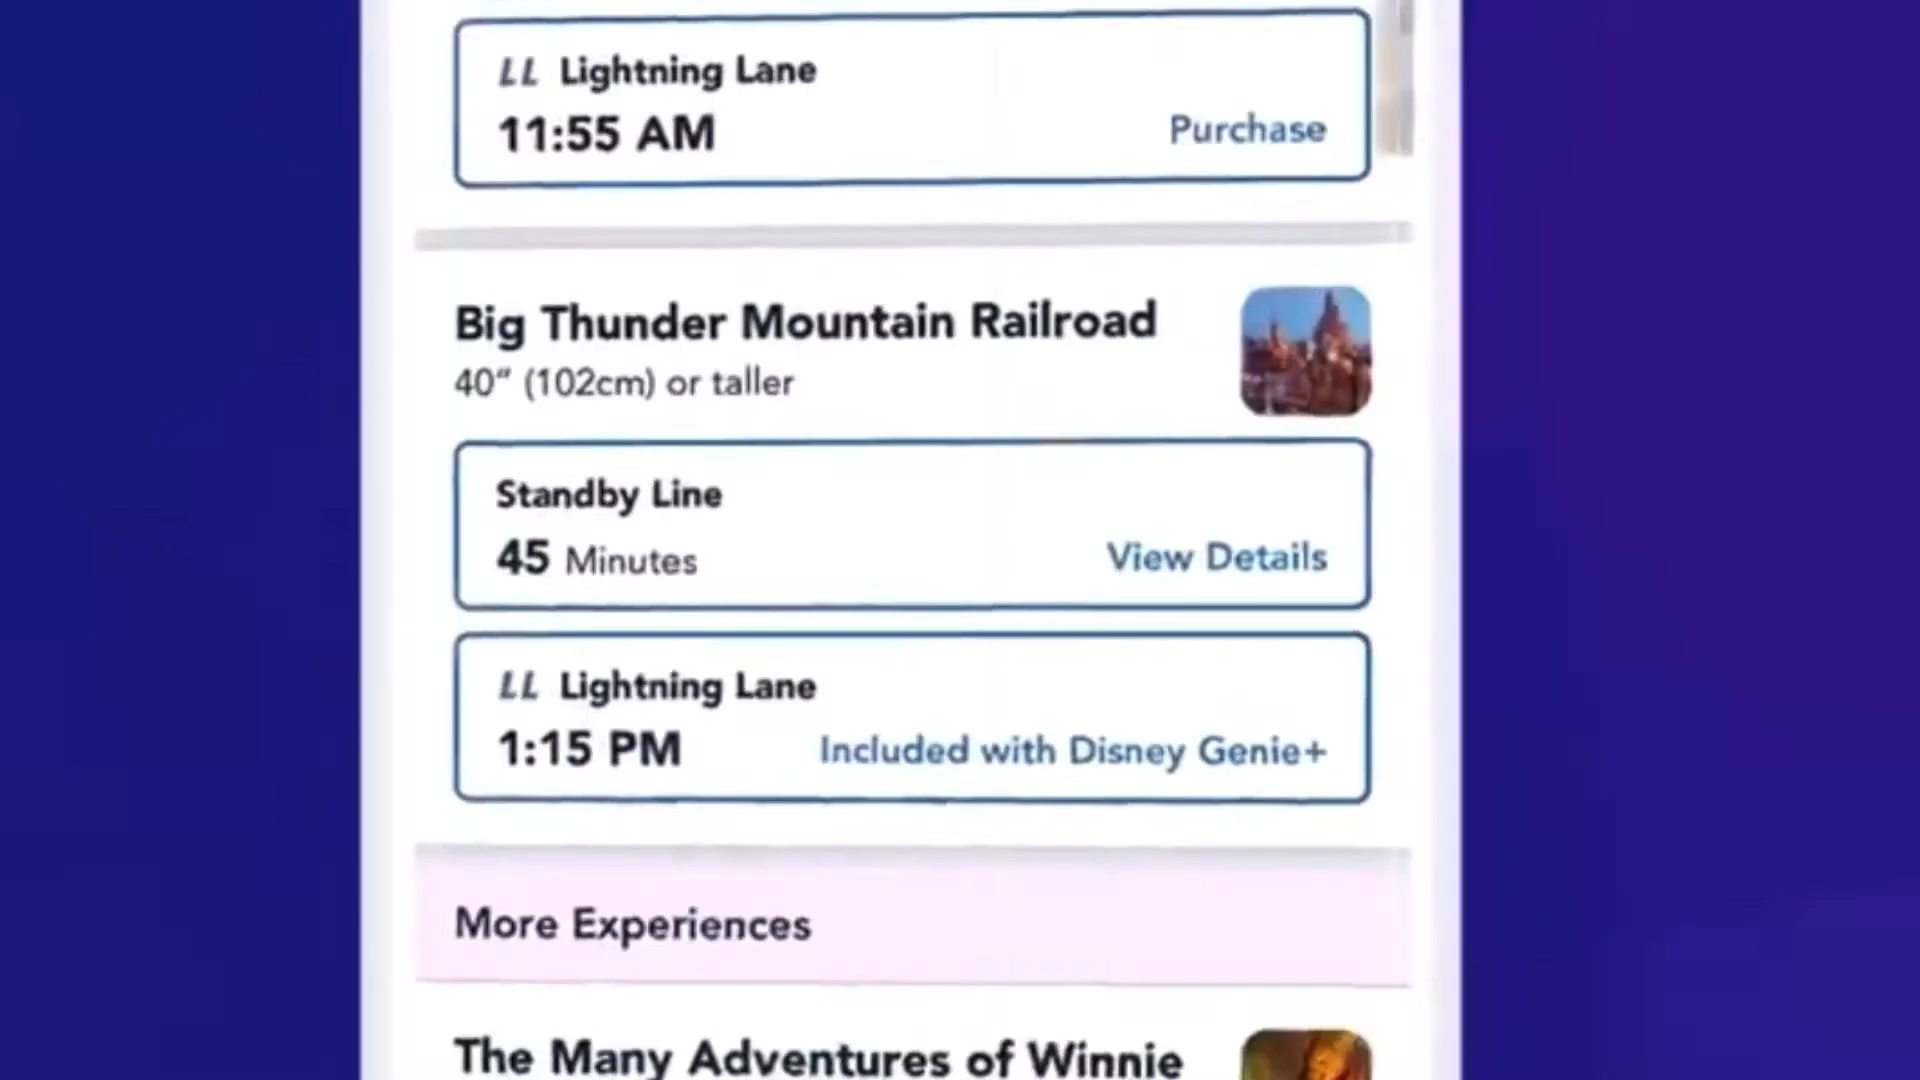 LL Lightning Lane
11:55 AM Purchase
Big Thunder Mountain Railroad
40” (102cm) or taller
Standby Line
45 Minutes View Details
LL Lightning Lane
1:15 PM Included with Disney Genie+
More Experiences
The Many Adventures of Winnie